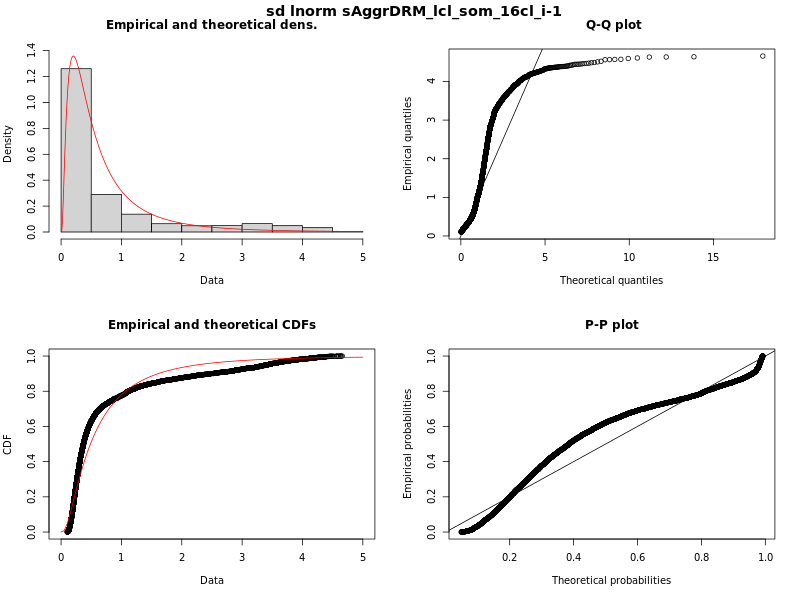 sd lnorm sAggrDRM_lcl_som_16cl_i-1
Empirical and theoretical dens.
Density
0.0 0.2 0.4 0.6 0.8 1.0 1.2 1.4
0 1 2 3 4 5
Data
Q-Q plot
Empirical quantiles
0 1 2 3 4
0 5 10 15
Theoretical quantiles
Empirical and theoretical CDFs
CDF
0.0 0.2 0.4 0.6 0.8 1.0
0 1 2 3 4 5
Data
P-P plot
Empirical probabilities
0.0 0.2 0.4 0.6 0.8 1.0
0.2 0.4 0.6 0.8 1.0
Theoretical probabilities